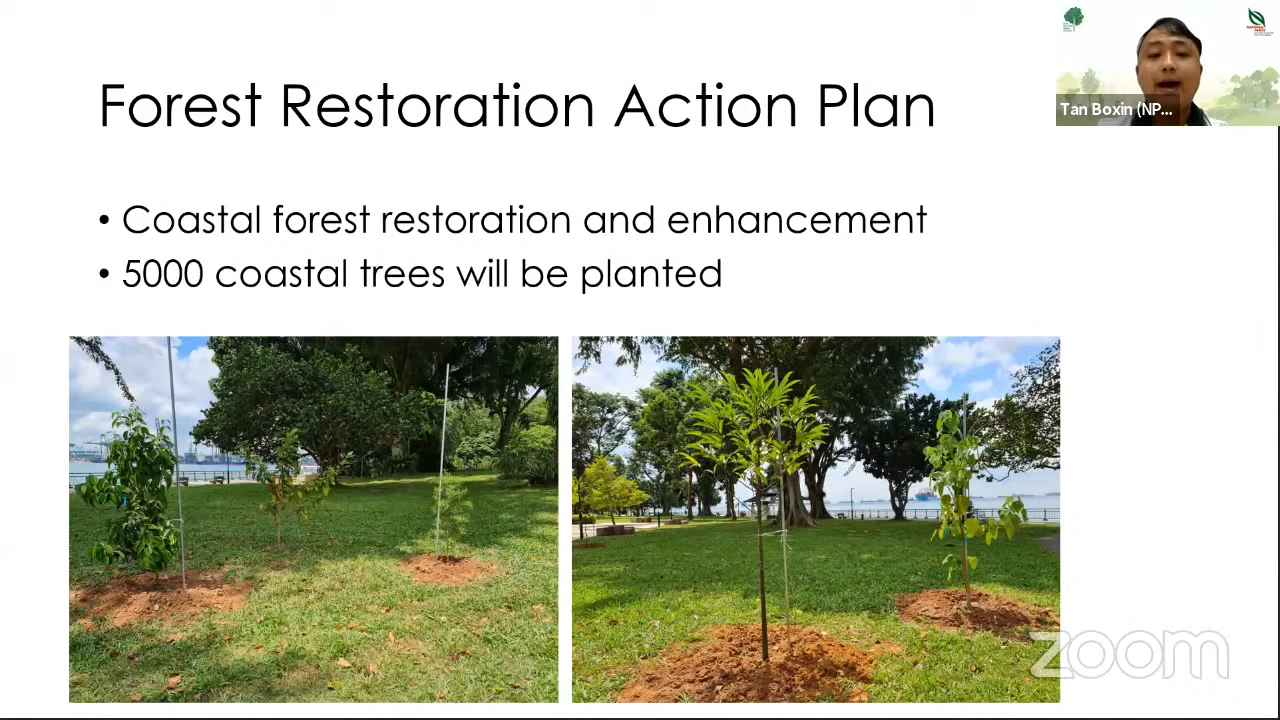 Forest Restoration Action Plan
• Coastal forest restoration and enhancement
• 5000 coastal trees will be planted
Tan Boxin (NP...
zoom